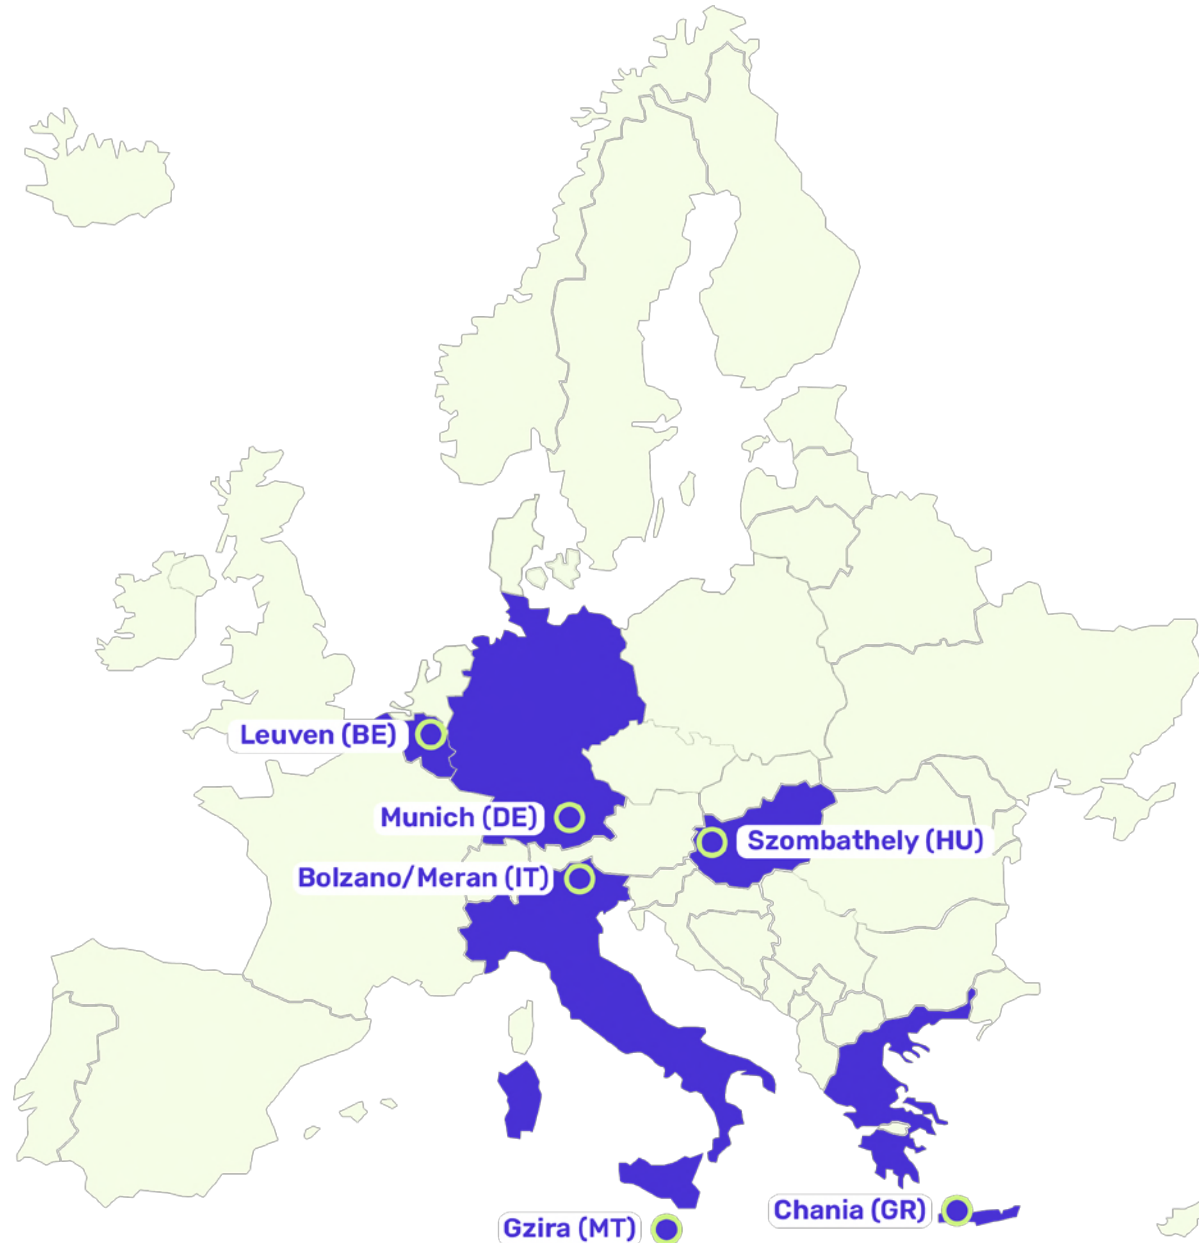 Leuven (BE)
Munich (DE)
Szombathely (HU)
Bolzano/Meran (IT)
Chania (GR)
Gzira (MT)